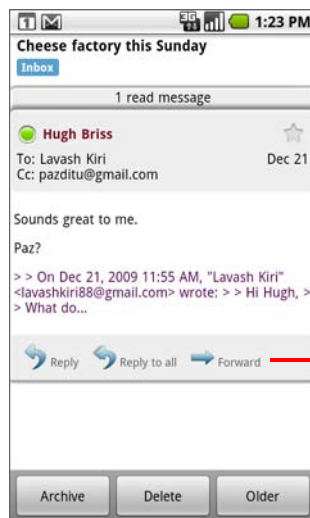 1 3G 1:23 PM
Cheese factory this Sunday
Inbox
1 read message
Hugh Briss
To: Lavash Kiri Dec 21
Cc: pazditu@gmail.com
Sounds great to me.
Paz?
> > On Dec 21, 2009 11:55 AM, "Lavash Kiri"
<lavashkiri88@gmail.com> wrote: > > Hi Hugh, >
> What do...
Reply Reply to all Forward
Archive Delete Older